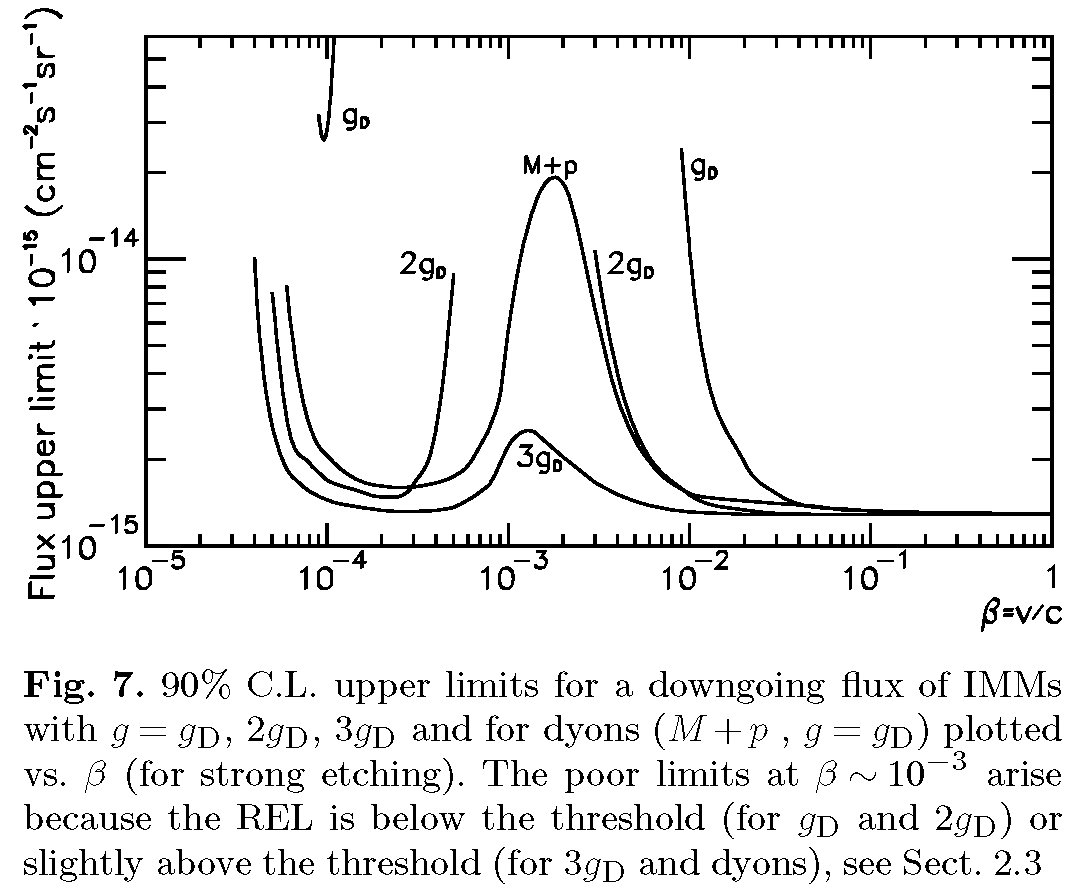 Flux upper limit · 10⁻¹⁵ (cm⁻²s⁻¹sr⁻¹)
g_D
M+p
g_D
10⁻¹⁴
2g_D
2g_D
3g_D
10⁻¹⁵
10⁻⁵ 10⁻⁴ 10⁻³ 10⁻² 10⁻¹ 1
β=v/c
Fig. 7. 90% C.L. upper limits for a downgoing flux of IMMs
with g = g_D, 2g_D, 3g_D and for dyons (M + p , g = g_D) plotted
vs. β (for strong etching). The poor limits at β ∼ 10⁻³ arise
because the REL is below the threshold (for g_D and 2g_D) or
slightly above the threshold (for 3g_D and dyons), see Sect. 2.3